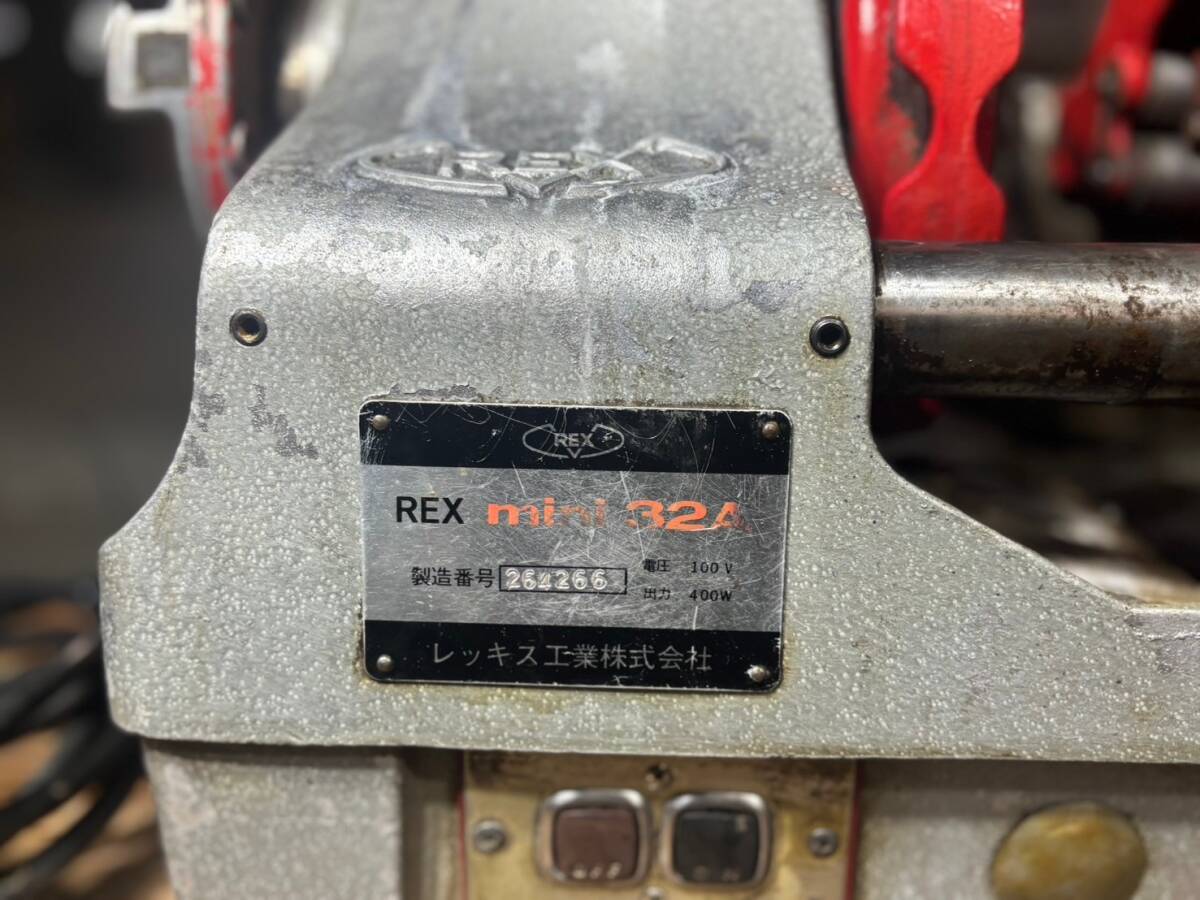 REX
REX
REX mini 32A
製造番号 264266
電圧 100V
出力 400W
レッキス工業株式会社